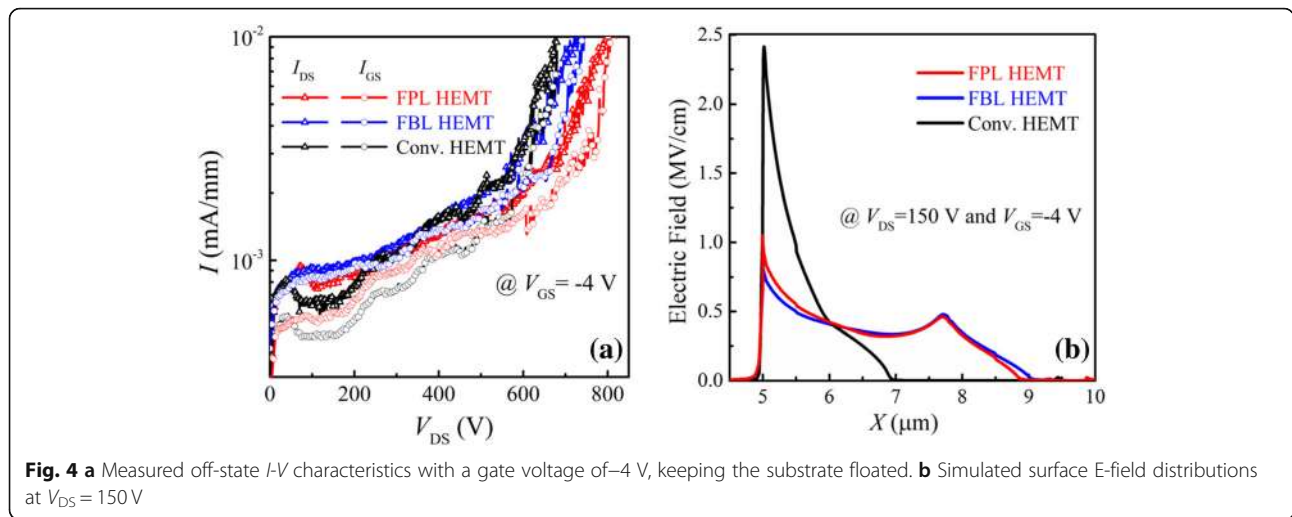 10⁻²
10⁻³
I (mA/mm)
I_DS I_GS
FPL HEMT
FBL HEMT
Conv. HEMT
@ V_GS= -4 V
(a)
0 200 400 600 800
V_DS (V)
2.5
2.0
1.5
1.0
0.5
0.0
Electric Field (MV/cm)
FPL HEMT
FBL HEMT
Conv. HEMT
@ V_DS=150 V and V_GS=-4 V
(b)
5 6 7 8 9 10
X (μm)
Fig. 4 a Measured off-state I-V characteristics with a gate voltage of−4 V, keeping the substrate floated. b Simulated surface E-field distributions
at V_DS = 150 V